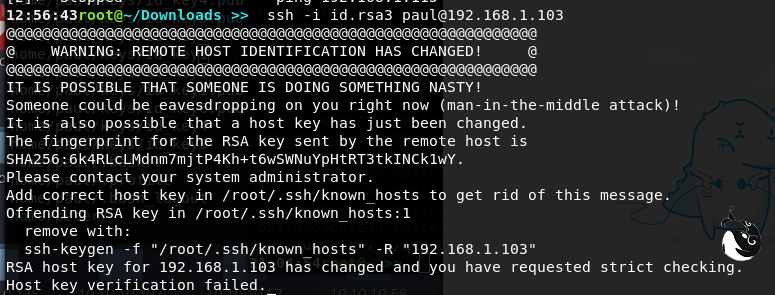 12:56:43root@~/Downloads >>  ssh -i id.rsa3 paul@192.168.1.103
@@@@@@@@@@@@@@@@@@@@@@@@@@@@@@@@@@@@@@@@@@@@@@@@@@@@@@@@@@@
@    WARNING: REMOTE HOST IDENTIFICATION HAS CHANGED!     @
@@@@@@@@@@@@@@@@@@@@@@@@@@@@@@@@@@@@@@@@@@@@@@@@@@@@@@@@@@@
IT IS POSSIBLE THAT SOMEONE IS DOING SOMETHING NASTY!
Someone could be eavesdropping on you right now (man-in-the-middle attack)!
It is also possible that a host key has just been changed.
The fingerprint for the RSA key sent by the remote host is
SHA256:6k4RLcLMdnm7mjtP4Kh+t6wSWNuYpHtRT3tkINCk1wY.
Please contact your system administrator.
Add correct host key in /root/.ssh/known_hosts to get rid of this message.
Offending RSA key in /root/.ssh/known_hosts:1
  remove with:
  ssh-keygen -f "/root/.ssh/known_hosts" -R "192.168.1.103"
RSA host key for 192.168.1.103 has changed and you have requested strict checking.
Host key verification failed.